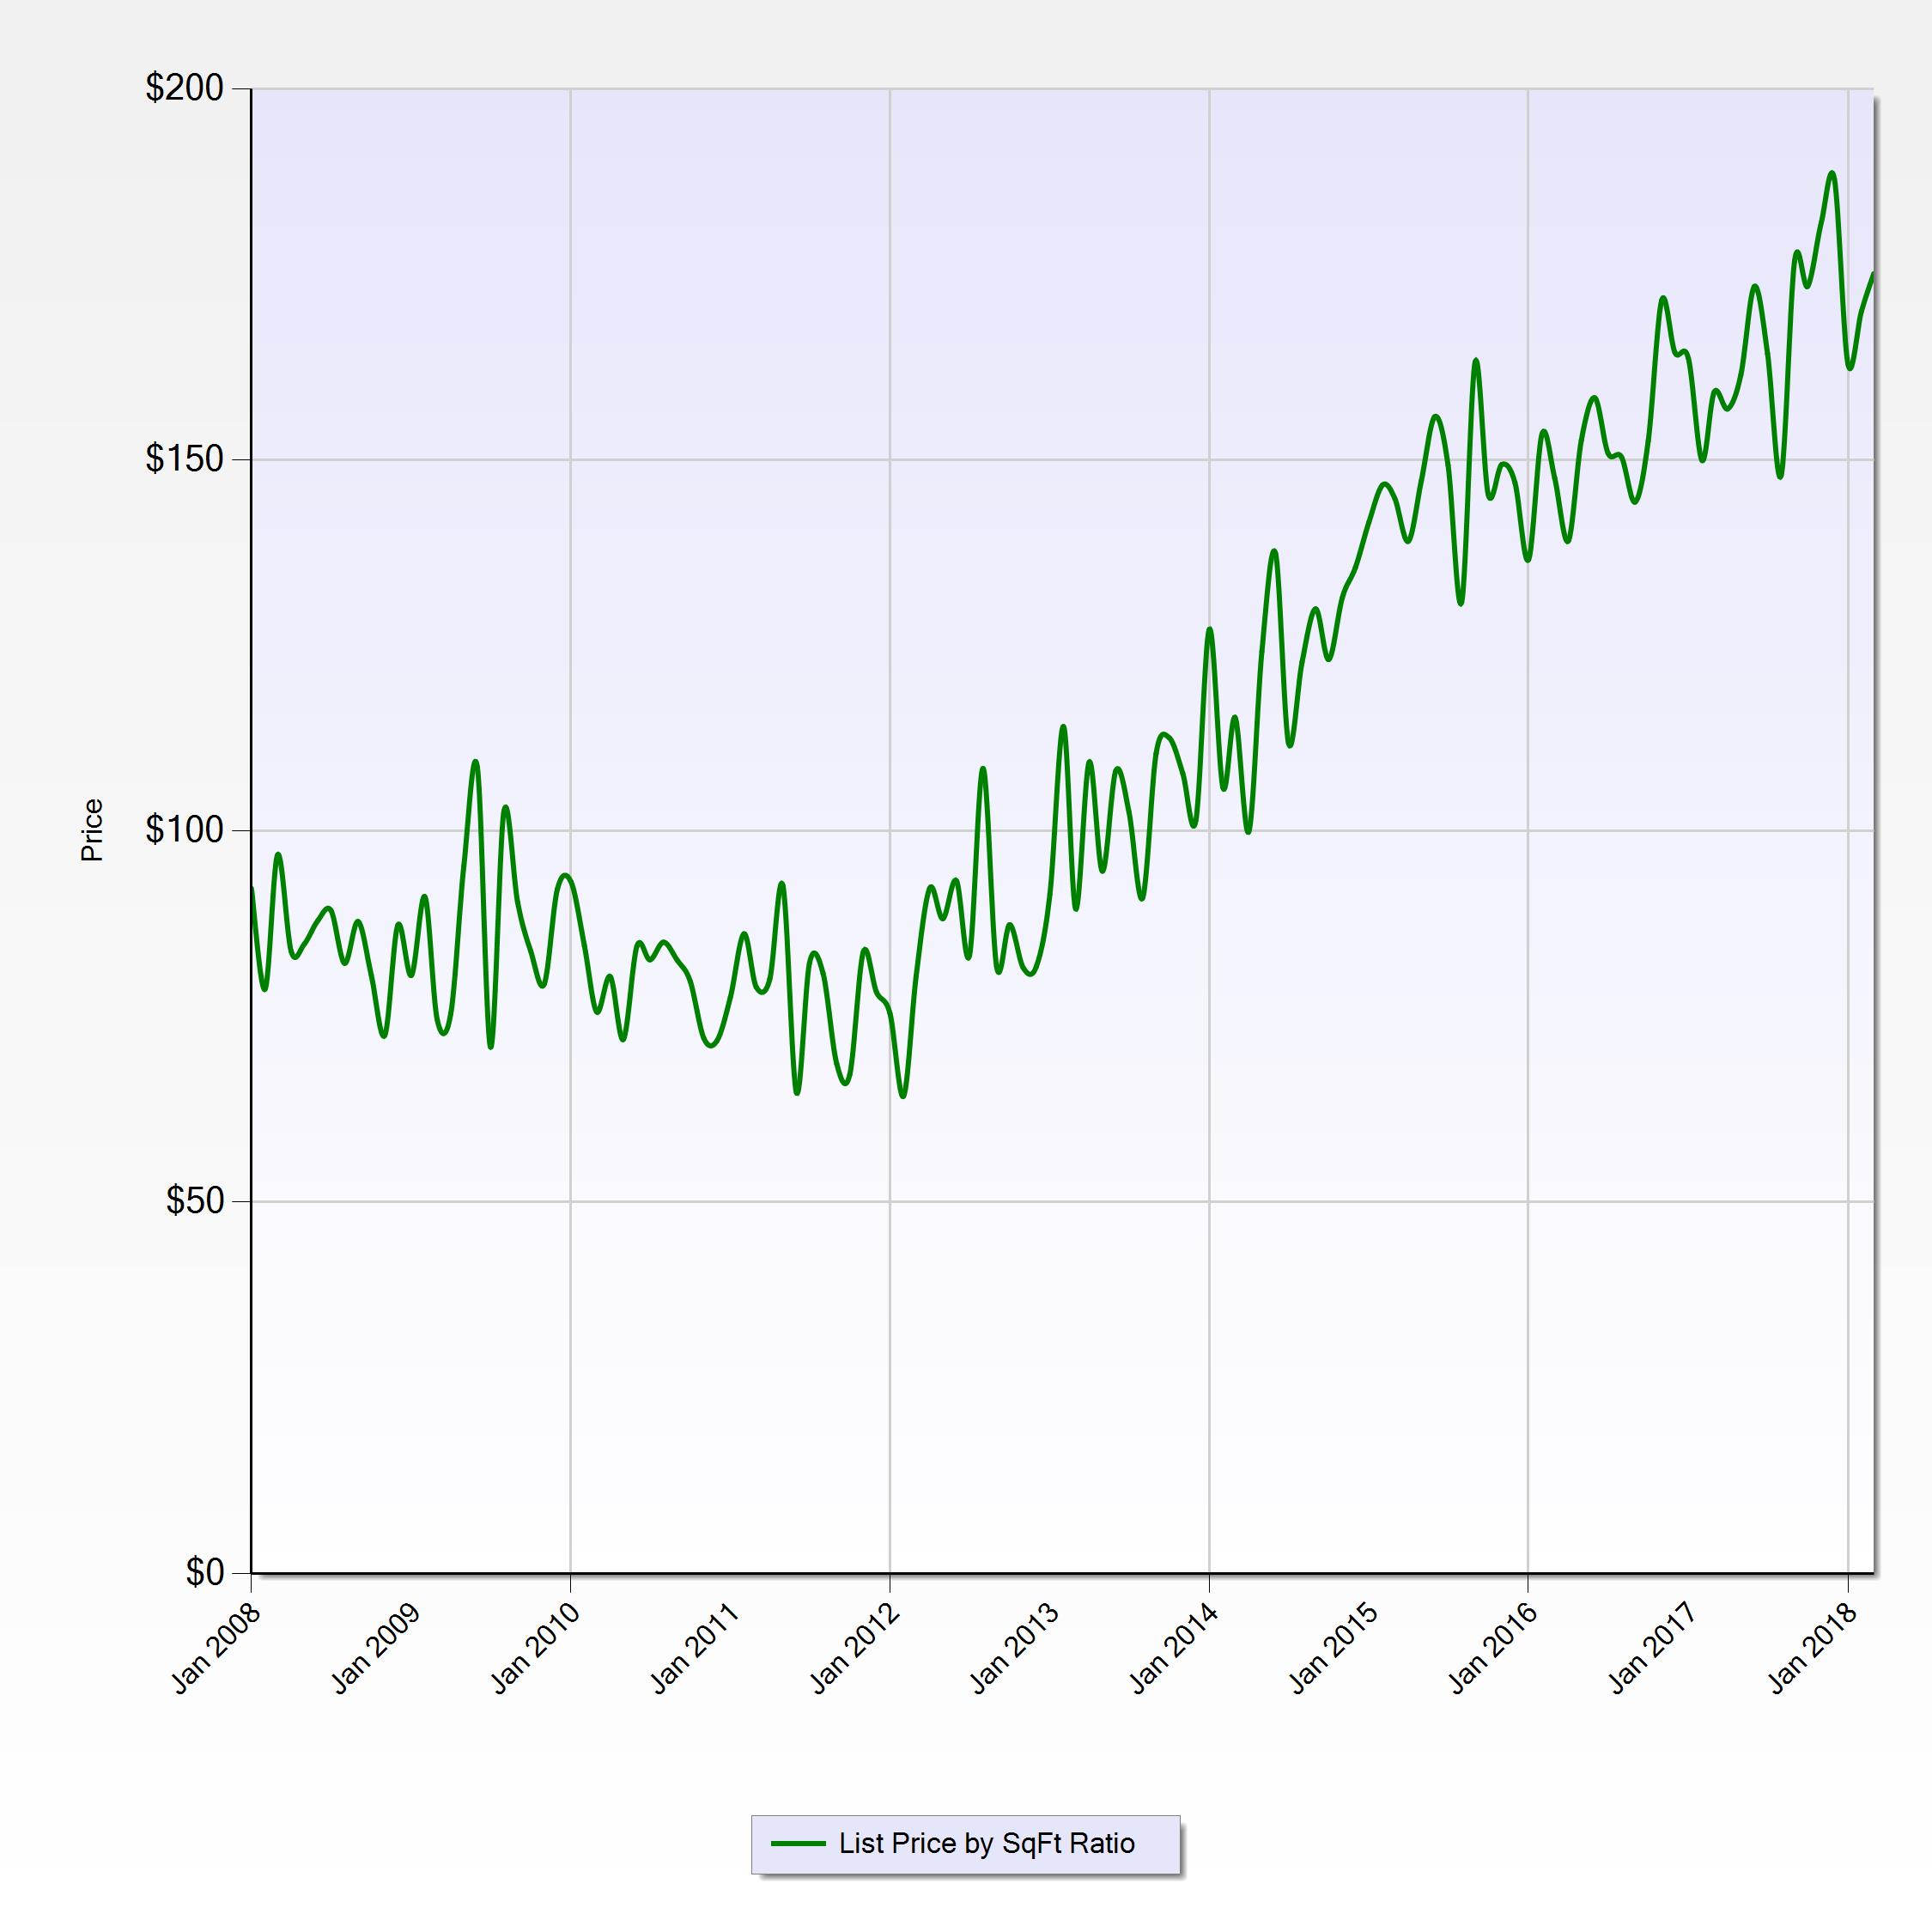 $200
$150
$100
$50
$0
Price
Jan 2008
Jan 2009
Jan 2010
Jan 2011
Jan 2012
Jan 2013
Jan 2014
Jan 2015
Jan 2016
Jan 2017
Jan 2018
List Price by SqFt Ratio